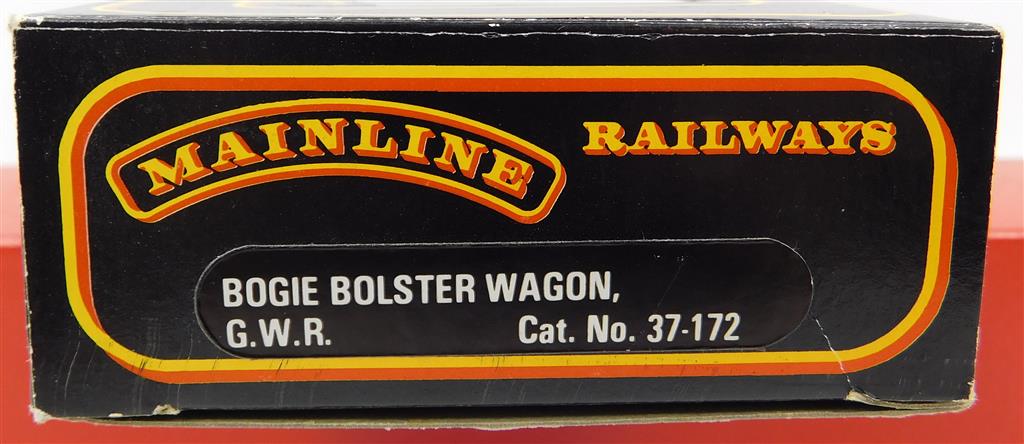 MAINLINE RAILWAYS
BOGIE BOLSTER WAGON,
G.W.R. Cat. No. 37-172